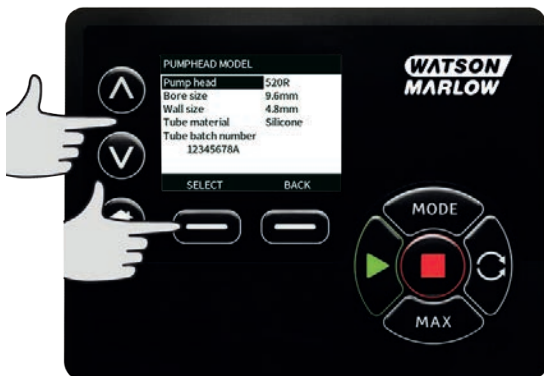 PUMPHEAD MODEL
Pump head 520R
Bore size 9.6mm
Wall size 4.8mm
Tube material Silicone
Tube batch number
12345678A
SELECT BACK
WATSON
MARLOW
MODE
MAX